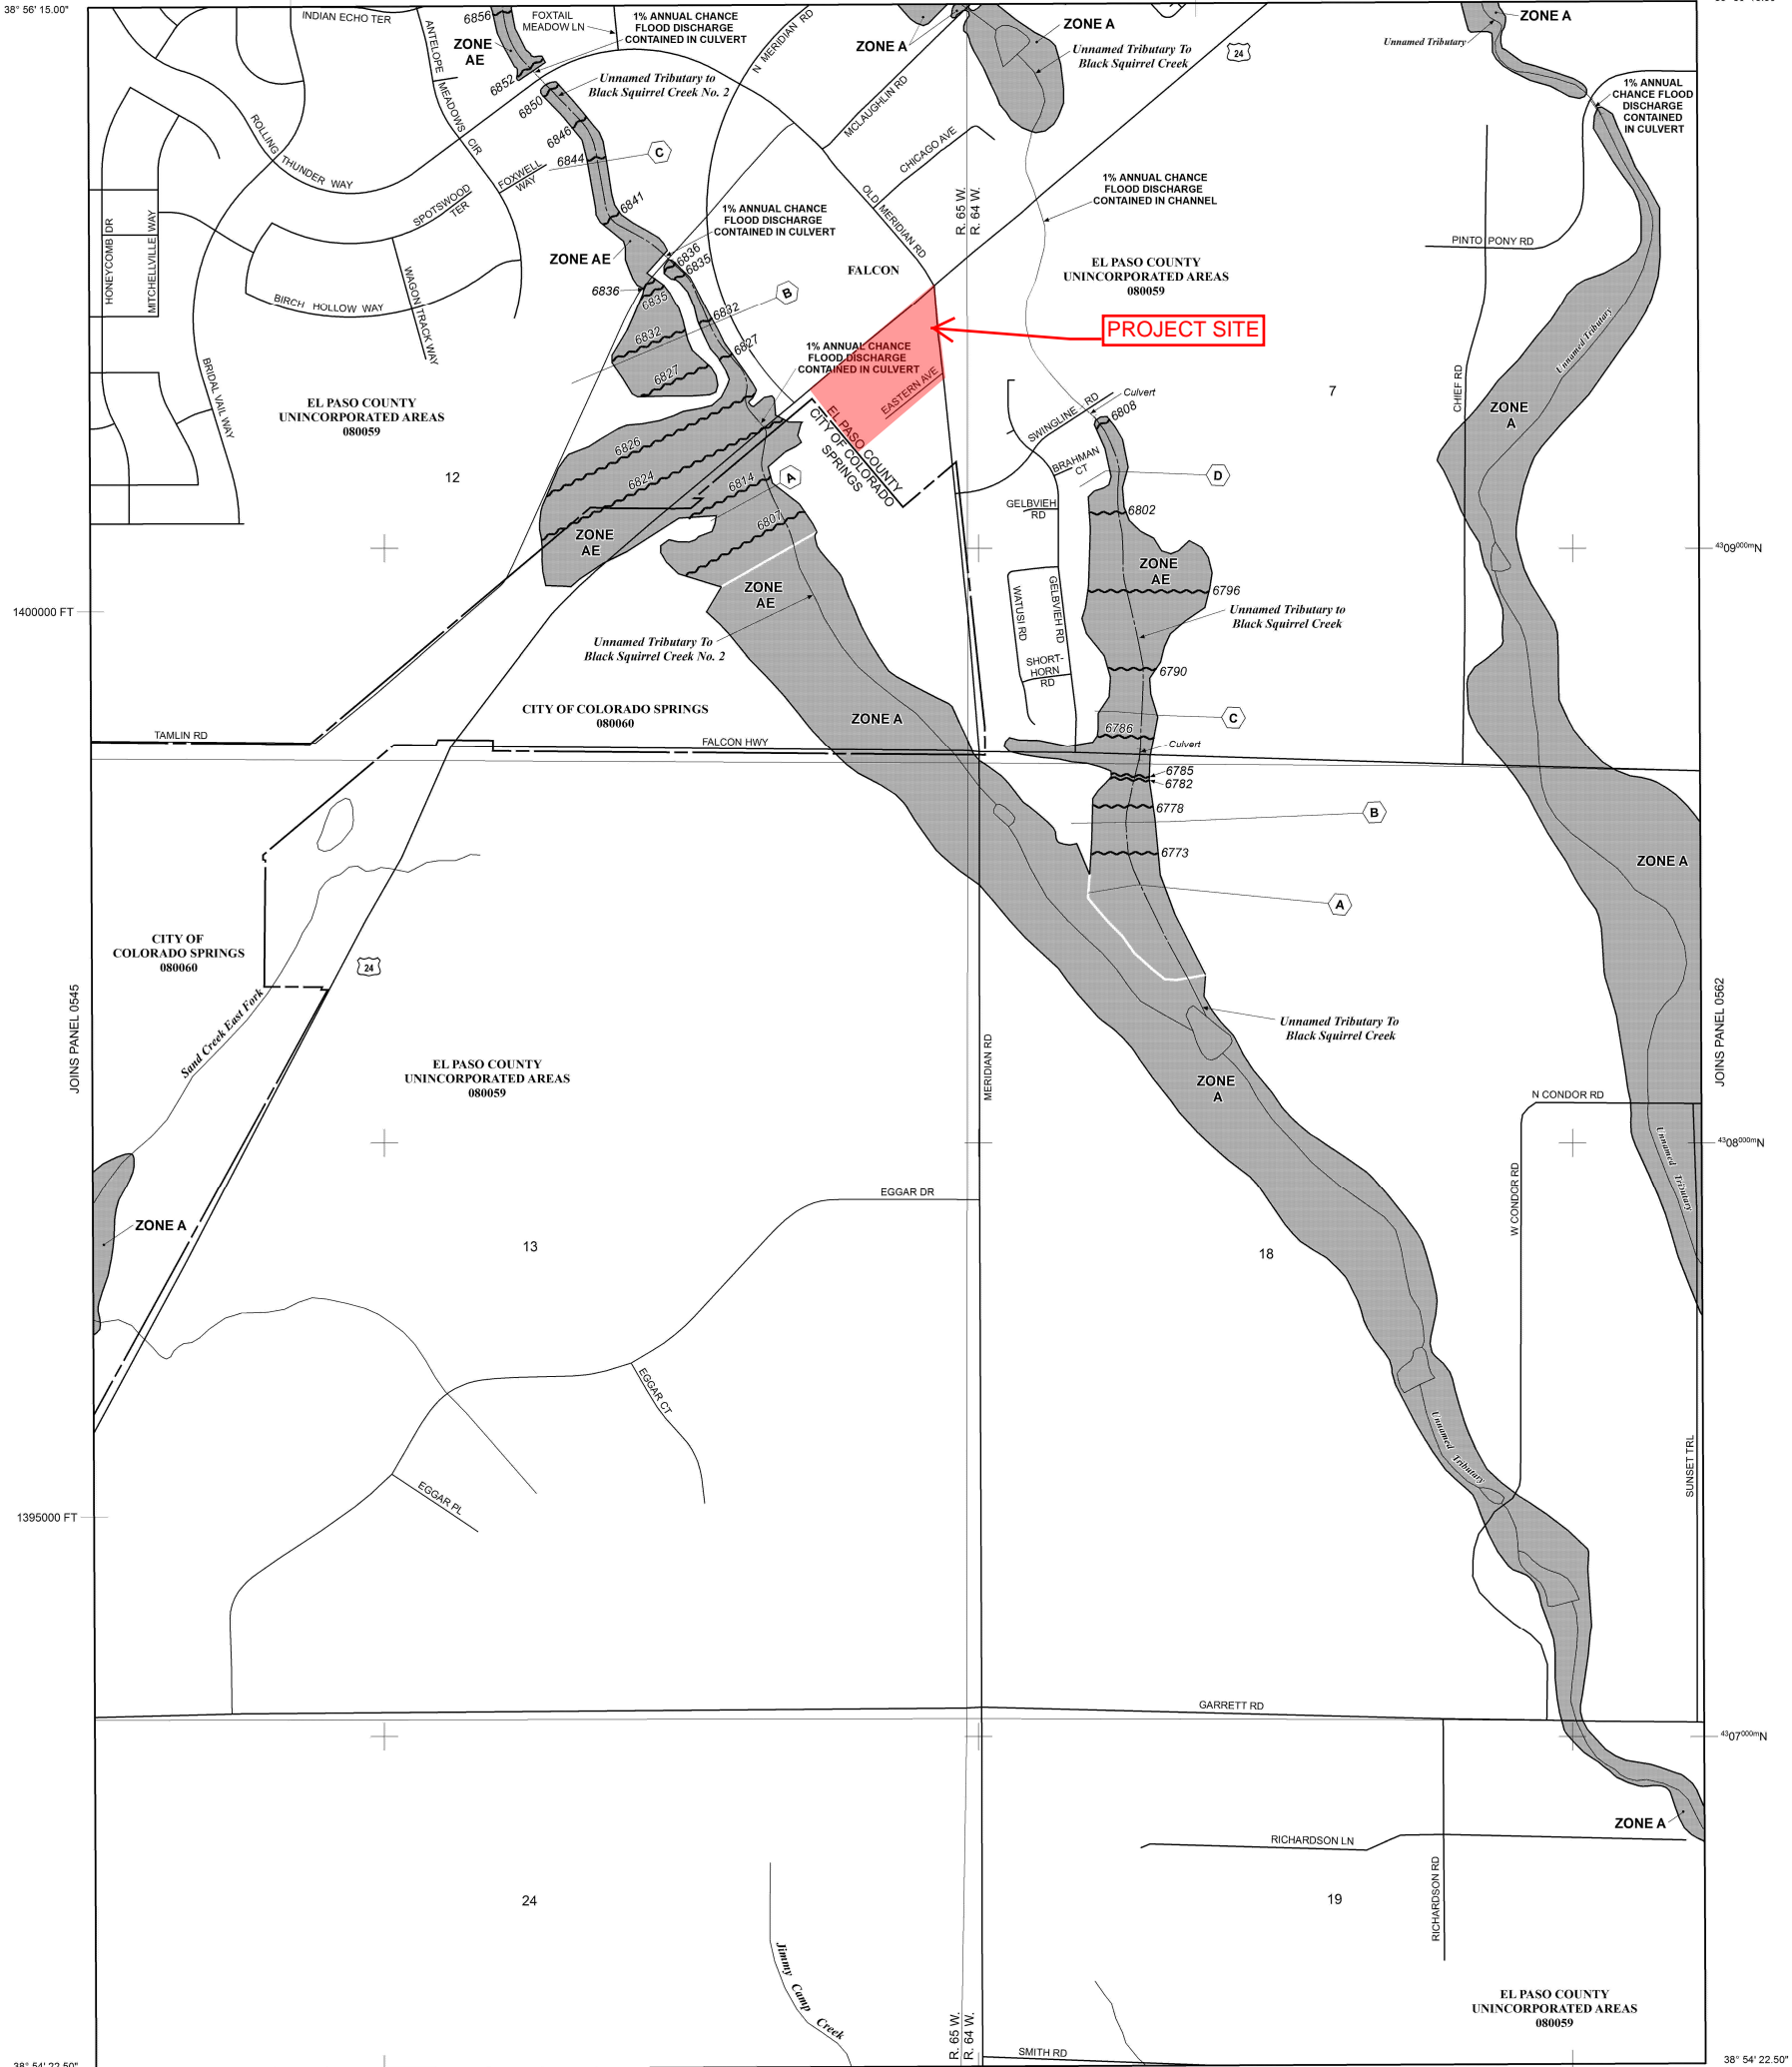 38° 56' 15.00"
INDIAN ECHO TER
6856
FOXTAIL
MEADOW LN
1% ANNUAL CHANCE
FLOOD DISCHARGE
CONTAINED IN CULVERT
ANTELOPE MEADOWS CIR
ZONE
AE
6852
N MERIDIAN RD
ZONE A
ZONE A
Unnamed Tributary To
Black Squirrel Creek
24
ZONE A
Unnamed Tributary
1% ANNUAL
CHANCE FLOOD
DISCHARGE
CONTAINED
IN CULVERT
Unnamed Tributary to
Black Squirrel Creek No. 2
6850
6846
6844
C
MCLAUGHLIN RD
CHICAGO AVE
ROLLING THUNDER WAY
FOXWELL
WAY
SPOTSWOOD
TER
6841
OLD MERIDIAN RD
R. 65 W.
R. 64 W.
1% ANNUAL CHANCE
FLOOD DISCHARGE
CONTAINED IN CHANNEL
1% ANNUAL CHANCE
FLOOD DISCHARGE
CONTAINED IN CULVERT
HONEYCOMB DR
MITCHELLVILLE WAY
WAGON TRACK WAY
BIRCH HOLLOW WAY
ZONE AE
6836
6835
6836
6835
B
FALCON
EL PASO COUNTY
UNINCORPORATED AREAS
080059
PINTO PONY RD
PROJECT SITE
6832
6832
6827
6827
1% ANNUAL CHANCE
FLOOD DISCHARGE
CONTAINED IN CULVERT
EASTERN AVE
Unnamed Tributary
BRIDAL VAIL WAY
EL PASO COUNTY
UNINCORPORATED AREAS
080059
7
CHIEF RD
ZONE
A
Culvert
6808
SWINGLINE RD
EL PASO COUNTY
CITY OF COLORADO
SPRINGS
6826
12
6824
6814
A
BRAHMAN
CT
D
GELBVIEH
RD
6802
6807
ZONE
AE
ZONE
AE
ZONE
AE
4309000mN
6796
1400000 FT
WATUSI RD
GELBVIEH RD
Unnamed Tributary to
Black Squirrel Creek
Unnamed Tributary To
Black Squirrel Creek No. 2
SHORT-
HORN
RD
6790
CITY OF COLORADO SPRINGS
080060
ZONE A
C
6786
TAMLIN RD
FALCON HWY
Culvert
6785
6782
6778
B
6773
ZONE A
A
CITY OF
COLORADO SPRINGS
080060
24
JOINS PANEL 0545
JOINS PANEL 0562
Sand Creek East Fork
Unnamed Tributary To
Black Squirrel Creek
MERIDIAN RD
EL PASO COUNTY
UNINCORPORATED AREAS
080059
ZONE
A
N CONDOR RD
4308000mN
Unnamed Tributary
W CONDOR RD
EGGAR DR
ZONE A
13
18
EGGAR CT
Unnamed Tributary
SUNSET TRL
EGGAR PL
1395000 FT
GARRETT RD
4307000mN
ZONE A
RICHARDSON LN
RICHARDSON RD
24
19
Jimmy Camp Creek
EL PASO COUNTY
UNINCORPORATED AREAS
080059
R. 65 W.
R. 64 W.
SMITH RD
38° 54' 22.50"
38° 54' 22.50"